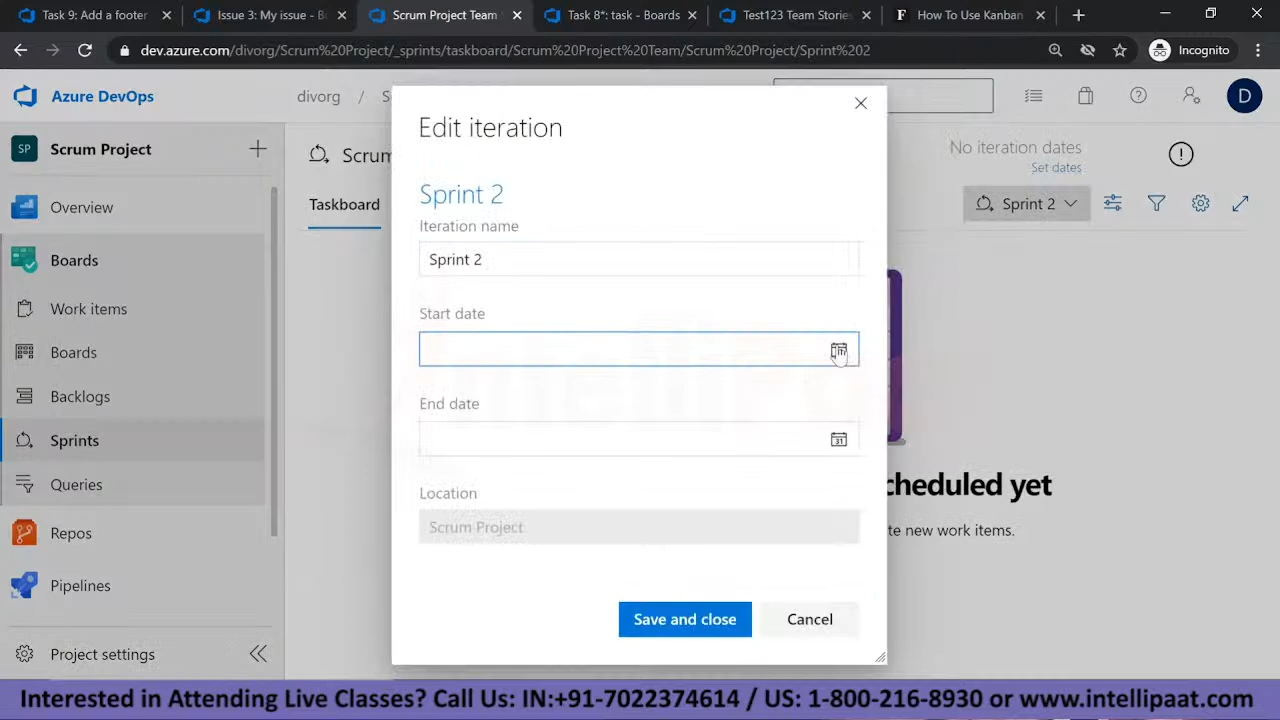 Task 9: Add a footer
Issue 3: My issue - B
Scrum Project Team
Task 8*: task - Boards
Test123 Team Stories
How To Use Kanban
dev.azure.com/divorg/Scrum%20Project/_sprints/taskboard/Scrum%20Project%20Team/Scrum%20Project/Sprint%202
Incognito
Azure DevOps
divorg / S
D
SP
Scrum Project
Overview
Boards
Work items
Boards
Backlogs
Sprints
Queries
Repos
Pipelines
Project settings
Scrum
Taskboard
No iteration dates
Set dates
Sprint 2
cheduled yet
te new work items.
Edit iteration
Sprint 2
Iteration name
Sprint 2
Start date
End date
31
Location
Scrum Project
Save and close
Cancel
Interested in Attending Live Classes? Call Us: IN:+91-7022374614 / US: 1-800-216-8930 or www.intellipaat.com